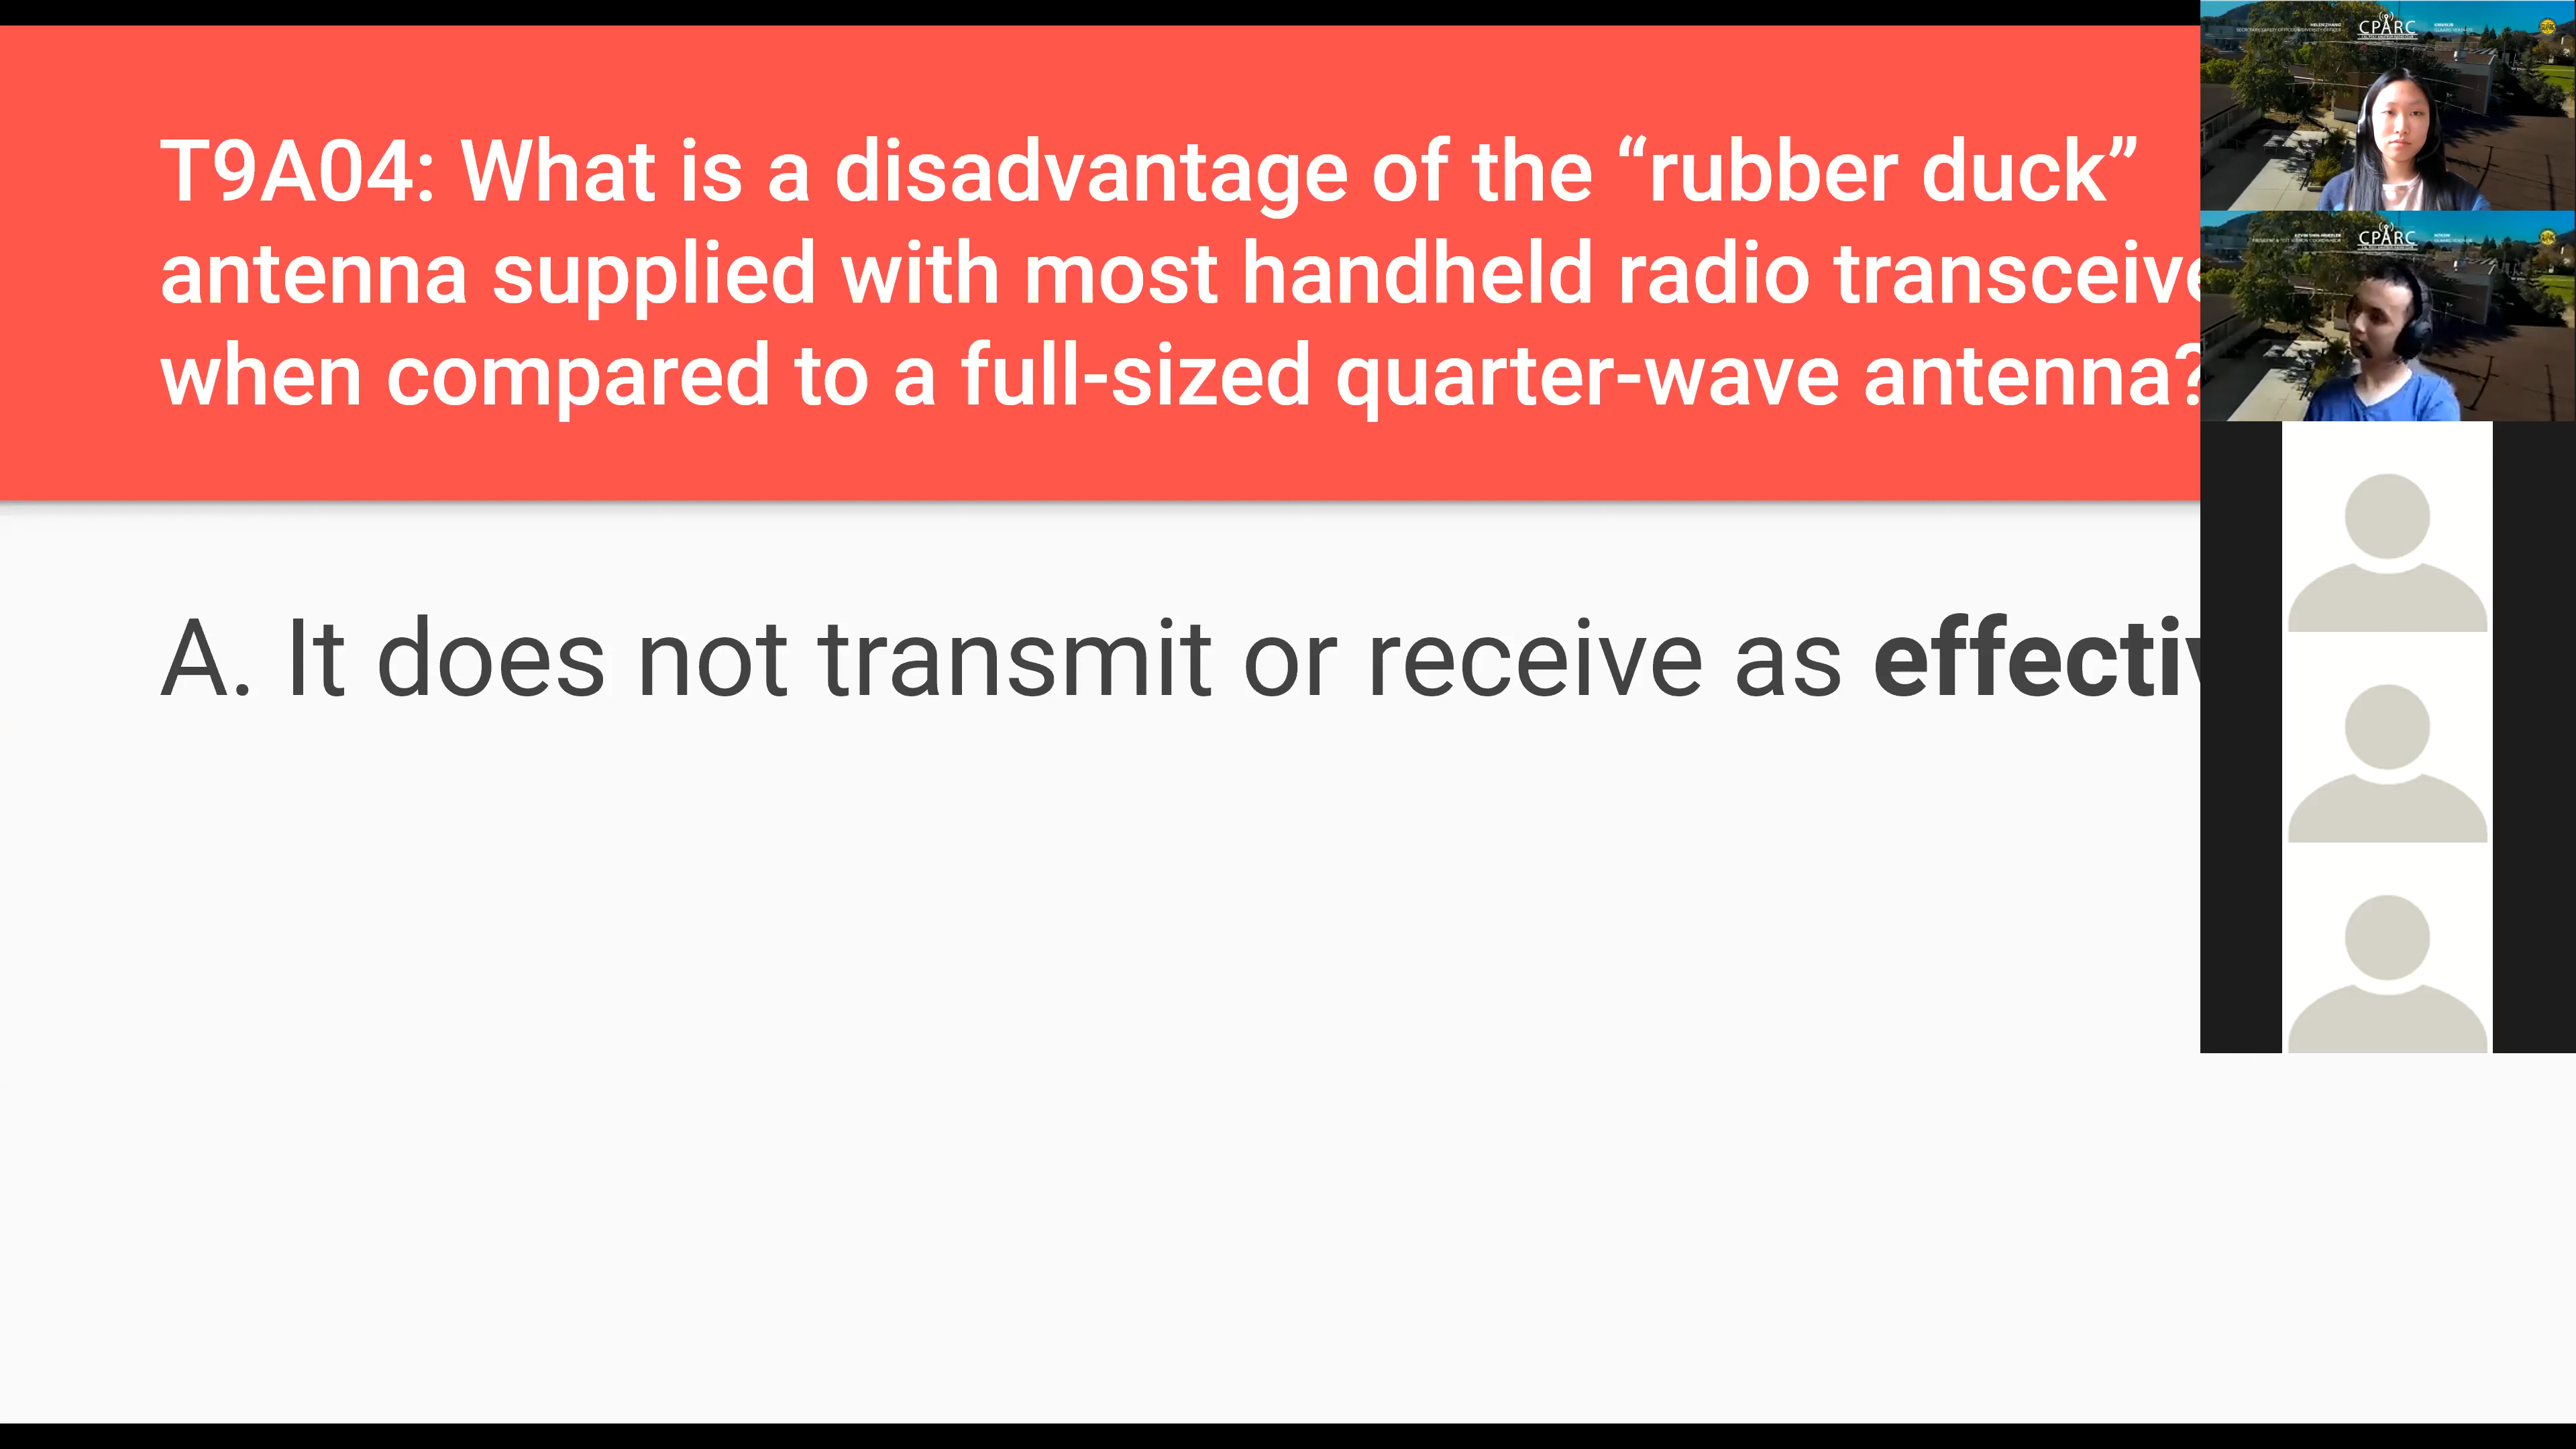 T9A04: What is a disadvantage of the “rubber duck”
antenna supplied with most handheld radio transceive
when compared to a full-sized quarter-wave antenna?
A. It does not transmit or receive as effectiv
CPARC
CPARC